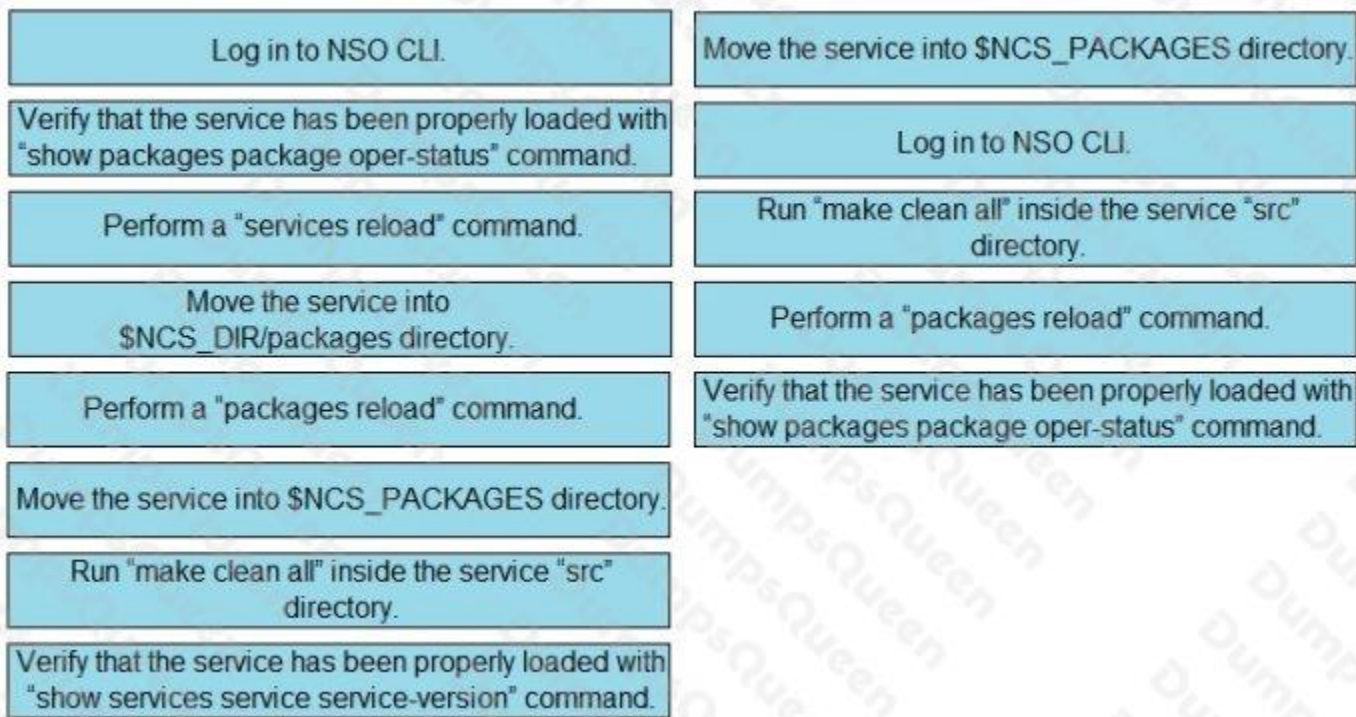 Log in to NSO CLI.
Verify that the service has been properly loaded with
"show packages package oper-status" command.
Perform a "services reload" command.
Move the service into
$NCS_DIR/packages directory.
Perform a "packages reload" command.
Move the service into $NCS_PACKAGES directory.
Run "make clean all" inside the service "src"
directory.
Verify that the service has been properly loaded with
"show services service service-version" command.
Move the service into $NCS_PACKAGES directory.
Log in to NSO CLI.
Run "make clean all" inside the service "src"
directory.
Perform a "packages reload" command.
Verify that the service has been properly loaded with
"show packages package oper-status" command.
DumpsQueen